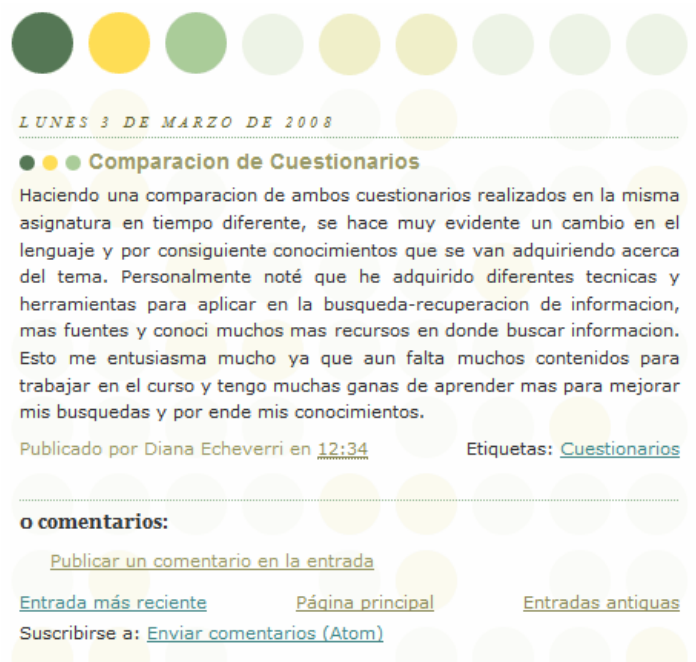 LUNES 3 DE MARZO DE 2008
Comparacion de Cuestionarios
Haciendo una comparacion de ambos cuestionarios realizados en la misma
asignatura en tiempo diferente, se hace muy evidente un cambio en el
lenguaje y por consiguiente conocimientos que se van adquiriendo acerca
del tema. Personalmente noté que he adquirido diferentes tecnicas y
herramientas para aplicar en la busqueda-recuperacion de informacion,
mas fuentes y conoci muchos mas recursos en donde buscar informacion.
Esto me entusiasma mucho ya que aun falta muchos contenidos para
trabajar en el curso y tengo muchas ganas de aprender mas para mejorar
mis busquedas y por ende mis conocimientos.
Publicado por Diana Echeverri en 12:34 Etiquetas: Cuestionarios
0 comentarios:
Publicar un comentario en la entrada
Entrada más reciente Página principal Entradas antiguas
Suscribirse a: Enviar comentarios (Atom)